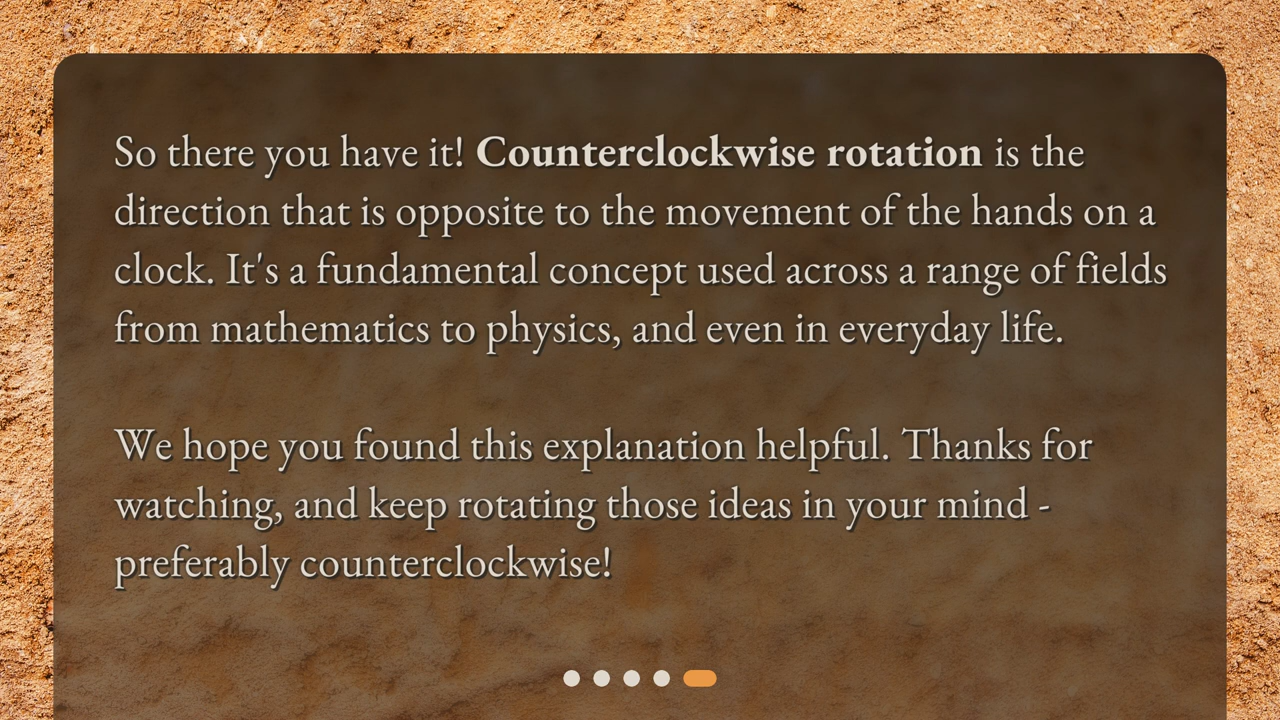 So there you have it! Counterclockwise rotation is the
direction that is opposite to the movement of the hands on a
clock. It's a fundamental concept used across a range of fields
from mathematics to physics, and even in everyday life.
We hope you found this explanation helpful. Thanks for
watching, and keep rotating those ideas in your mind -
preferably counterclockwise!